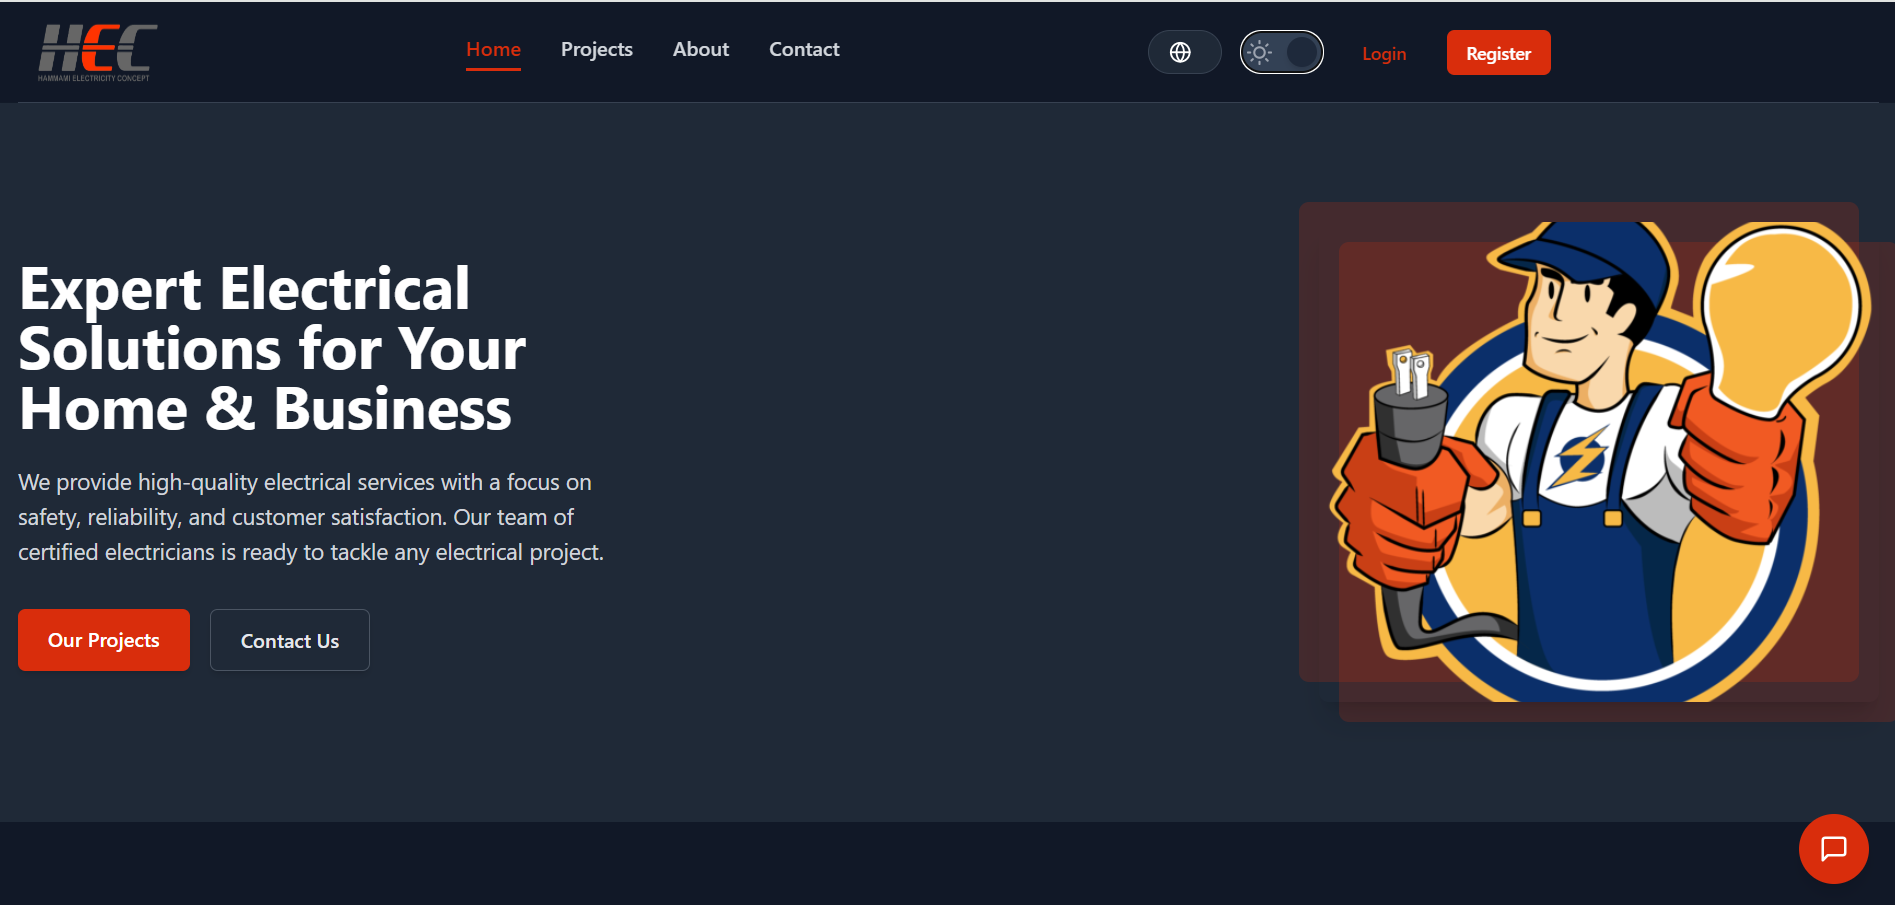 HEC
HAMMAMI ELECTRICITY CONCEPT
Home Projects About Contact
Login Register
Expert Electrical
Solutions for Your
Home & Business
We provide high-quality electrical services with a focus on
safety, reliability, and customer satisfaction. Our team of
certified electricians is ready to tackle any electrical project.
Our Projects Contact Us